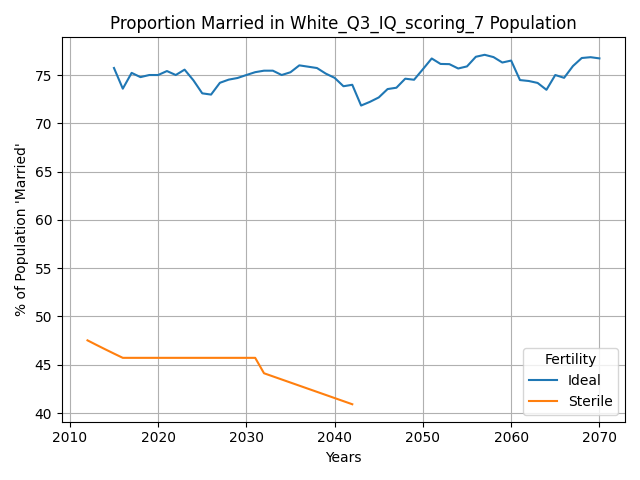 Proportion Married in White_Q3_IQ_scoring_7 Population
% of Population 'Married'
75
70
65
60
55
50
45
40
Fertility
Ideal
Sterile
2010 2020 2030 2040 2050 2060 2070
Years